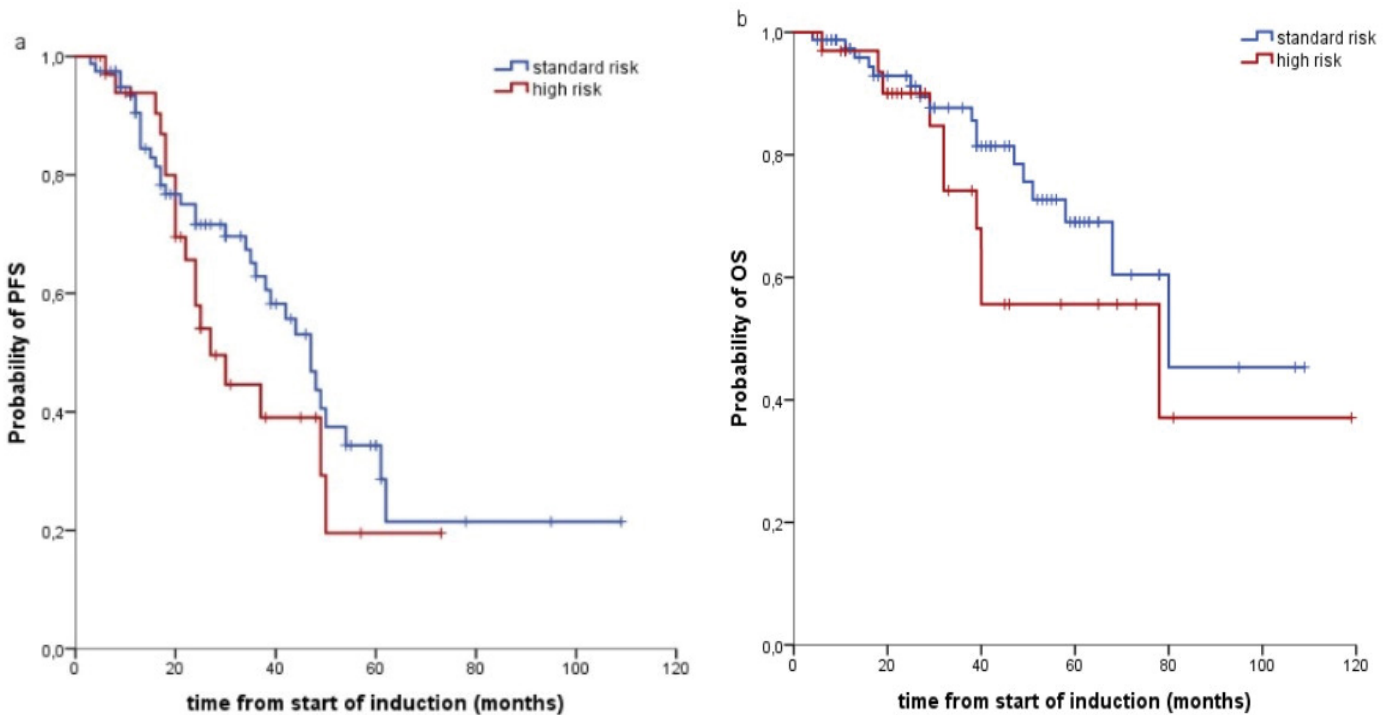 a
standard risk
high risk
Probability of PFS
1,0
0,8
0,6
0,4
0,2
0,0
0 20 40 60 80 100 120
time from start of induction (months)
b
standard risk
high risk
Probability of OS
1,0
0,8
0,6
0,4
0,2
0,0
0 20 40 60 80 100 120
time from start of induction (months)